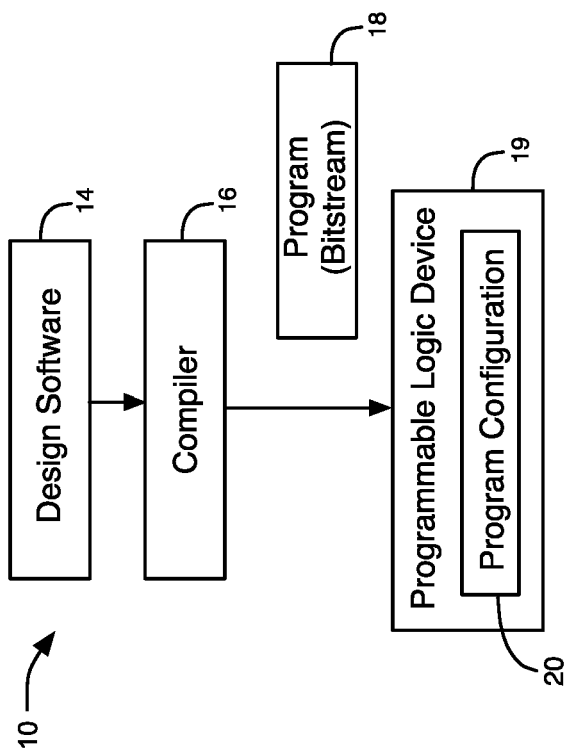 10
Design Software
14
Compiler
16
Program
(Bitstream)
18
Programmable Logic Device
19
Program Configuration
20